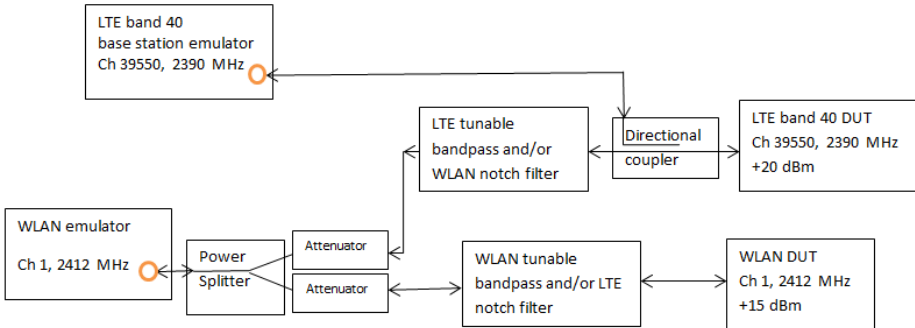 LTE band 40
base station emulator
Ch 39550, 2390 MHz
LTE tunable
bandpass and/or
WLAN notch filter
Directional
coupler
LTE band 40 DUT
Ch 39550, 2390 MHz
+20 dBm
WLAN emulator
Ch 1, 2412 MHz
Power
Splitter
Attenuator
Attenuator
WLAN tunable
bandpass and/or LTE
notch filter
WLAN DUT
Ch 1, 2412 MHz
+15 dBm